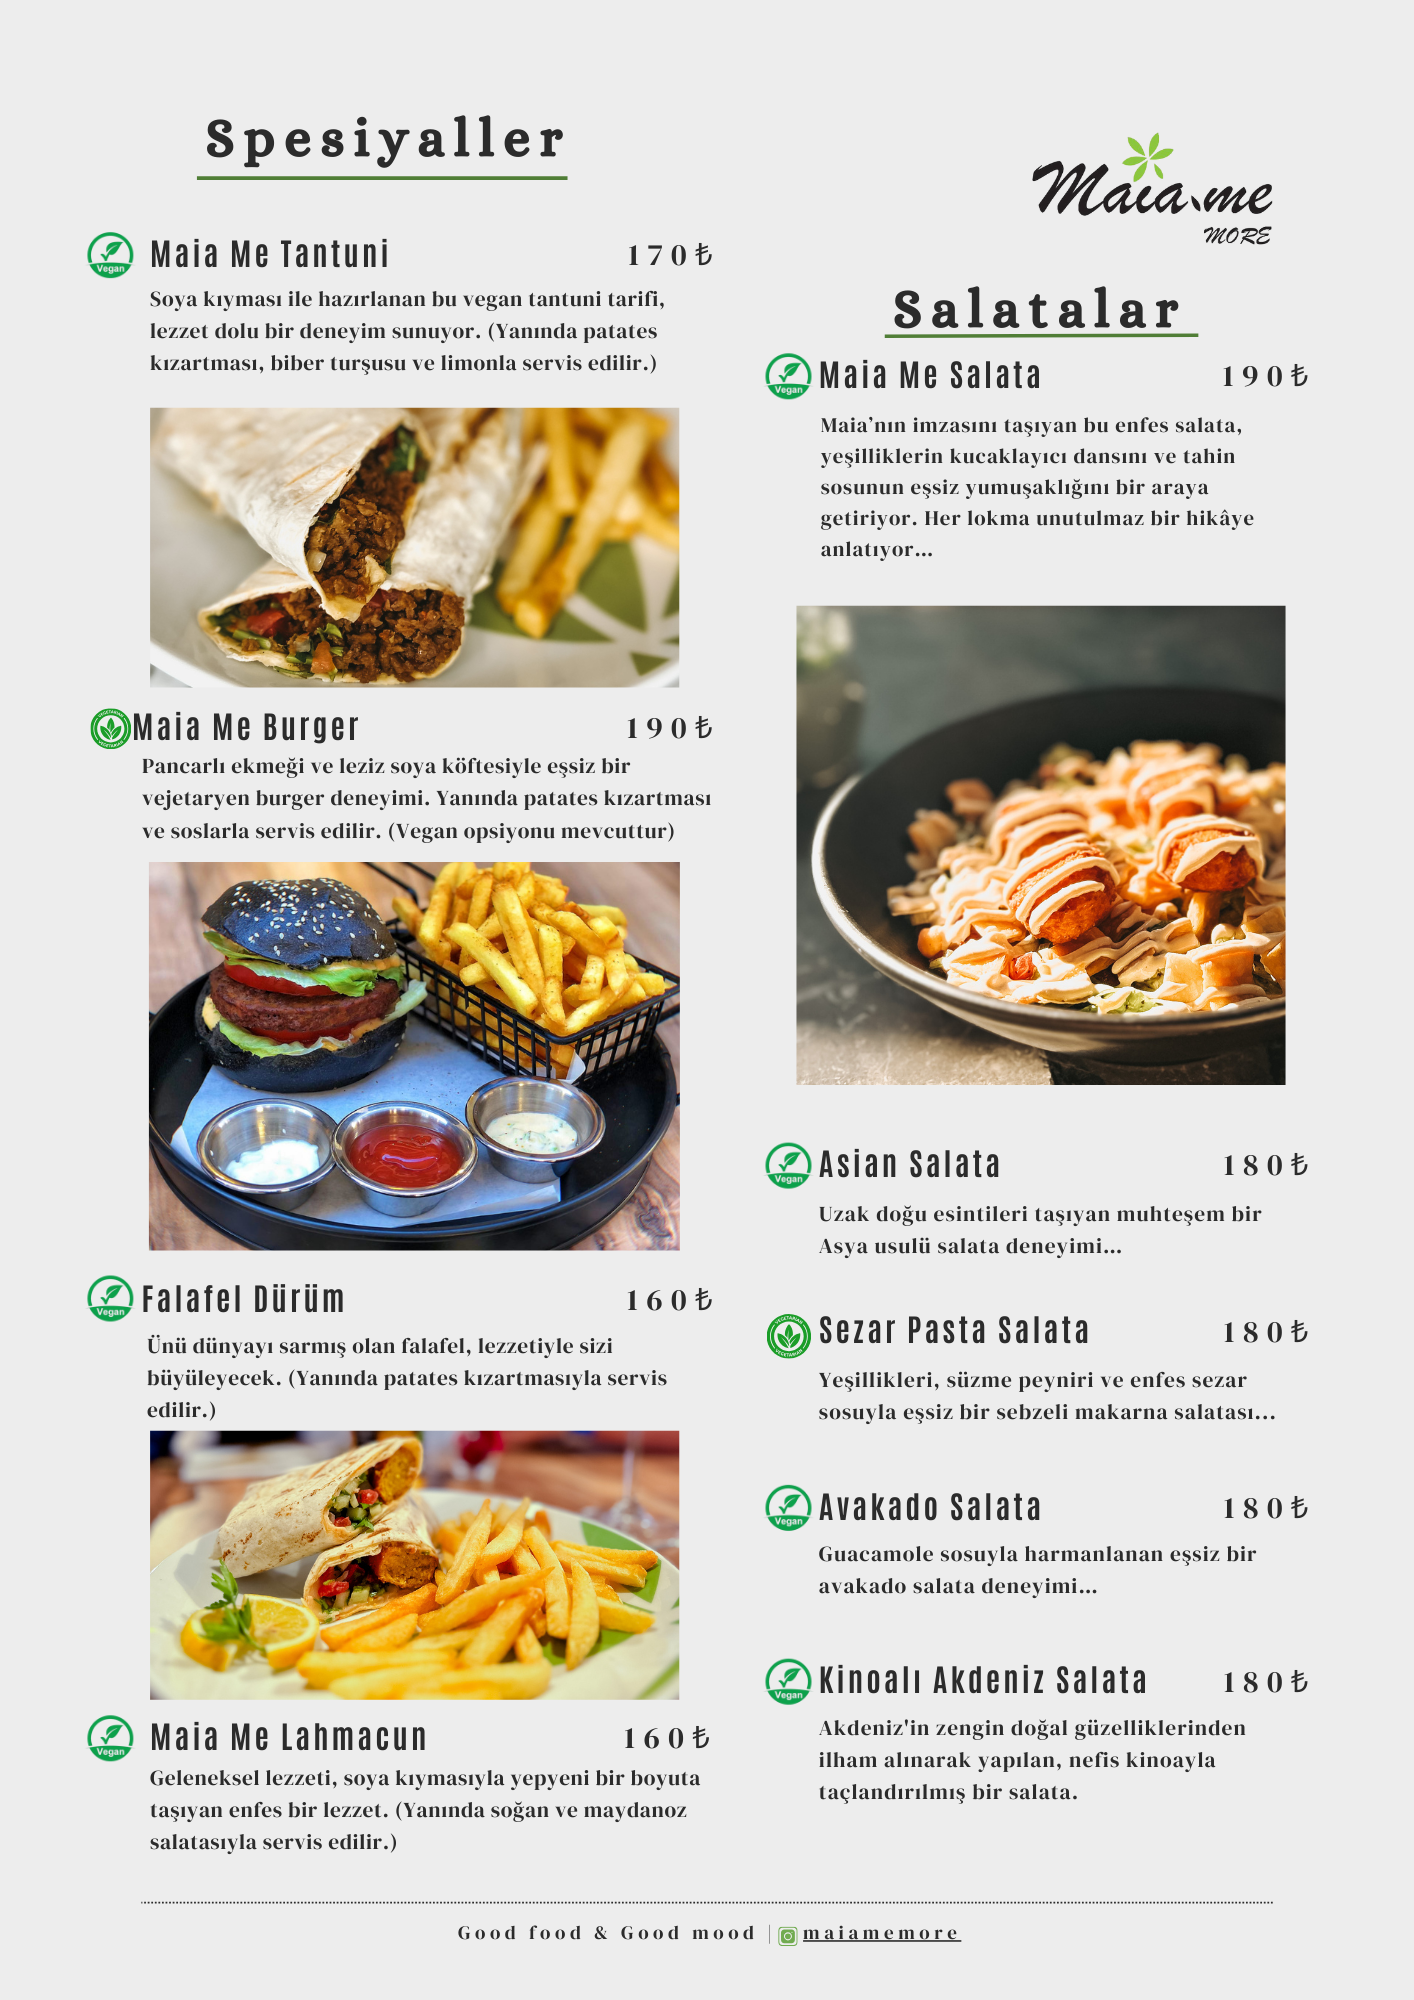 Spesiyaller
Vegan
Maia Me Tantuni 170₺
Soya kıyması ile hazırlanan bu vegan tantuni tarifi,
lezzet dolu bir deneyim sunuyor. (Yanında patates
kızartması, biber turşusu ve limonla servis edilir.)
VEGETARIAN
VEGETARIAN
Maia Me Burger 190₺
Pancarlı ekmeği ve leziz soya köftesiyle eşsiz bir
vejetaryen burger deneyimi. Yanında patates kızartması
ve soslarla servis edilir. (Vegan opsiyonu mevcuttur)
Vegan
Falafel Dürüm 160₺
Ünü dünyayı sarmış olan falafel, lezzetiyle sizi
büyüleyecek. (Yanında patates kızartmasıyla servis
edilir.)
Vegan
Maia Me Lahmacun 160₺
Geleneksel lezzeti, soya kıymasıyla yepyeni bir boyuta
taşıyan enfes bir lezzet. (Yanında soğan ve maydanoz
salatasıyla servis edilir.)
Maia.me
MORE
Salatalar
Vegan
Maia Me Salata 190₺
Maia’nın imzasını taşıyan bu enfes salata,
yeşilliklerin kucaklayıcı dansını ve tahin
sosunun eşsiz yumuşaklığını bir araya
getiriyor. Her lokma unutulmaz bir hikâye
anlatıyor...
Vegan
Asian Salata 180₺
Uzak doğu esintileri taşıyan muhteşem bir
Asya usulü salata deneyimi...
VEGETARIAN
VEGETARIAN
Sezar Pasta Salata 180₺
Yeşillikleri, süzme peyniri ve enfes sezar
sosuyla eşsiz bir sebzeli makarna salatası...
Vegan
Avakado Salata 180₺
Guacamole sosuyla harmanlanan eşsiz bir
avakado salata deneyimi...
Vegan
Kinoalı Akdeniz Salata 180₺
Akdeniz'in zengin doğal güzelliklerinden
ilham alınarak yapılan, nefis kinoayla
taçlandırılmış bir salata.
Good food & Good mood | maiamemore